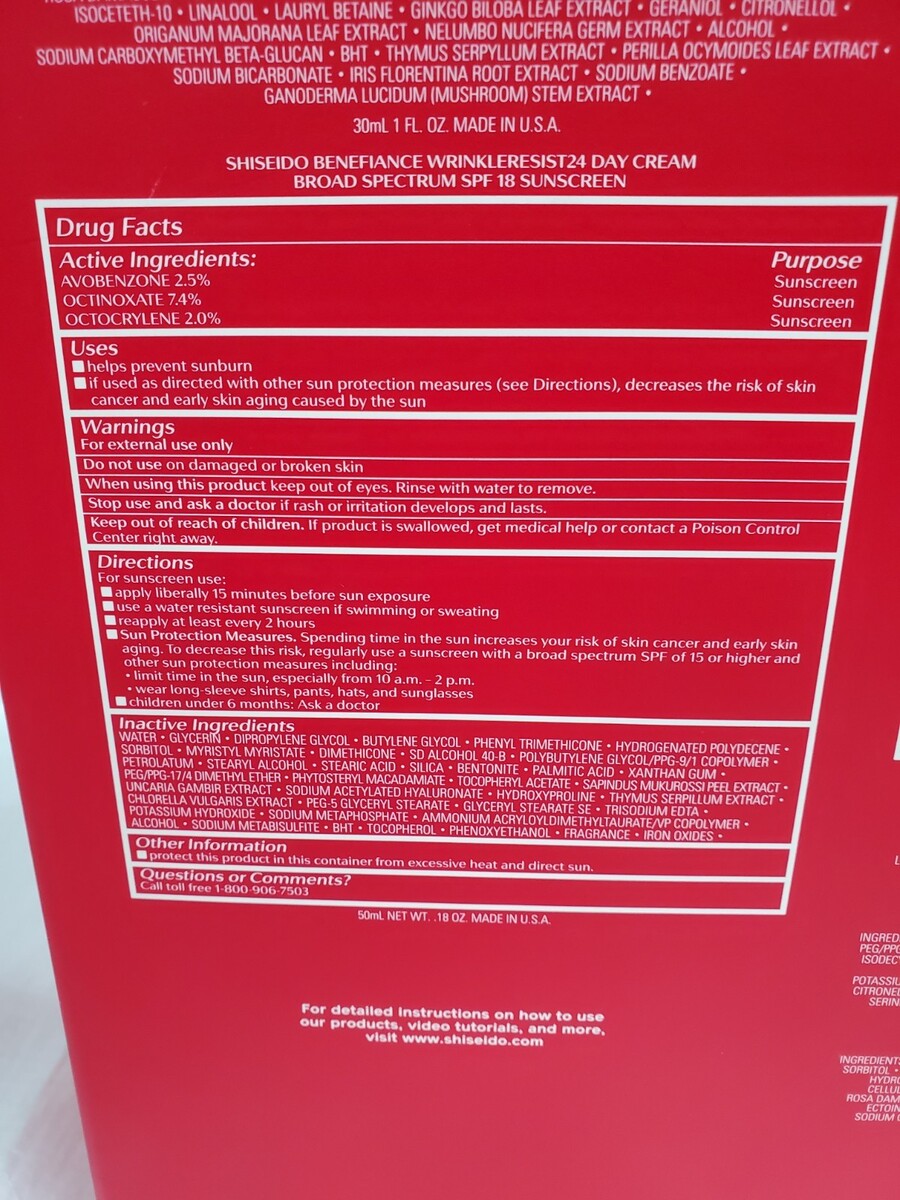 ISOCETETH-10 • LINALOOL • LAURYL BETAINE • GINKGO BILOBA LEAF EXTRACT • GERANIOL • CITRONELLOL •
ORIGANUM MAJORANA LEAF EXTRACT • NELUMBO NUCIFERA GERM EXTRACT • ALCOHOL •
SODIUM CARBOXYMETHYL BETA-GLUCAN • BHT • THYMUS SERPYLLUM EXTRACT • PERILLA OCYMOIDES LEAF EXTRACT •
SODIUM BICARBONATE • IRIS FLORENTINA ROOT EXTRACT • SODIUM BENZOATE •
GANODERMA LUCIDUM (MUSHROOM) STEM EXTRACT •
30mL 1 FL. OZ. MADE IN U.S.A.
SHISEIDO BENEFIANCE WRINKLERESIST24 DAY CREAM
BROAD SPECTRUM SPF 18 SUNSCREEN
Drug Facts
Active Ingredients: Purpose
AVOBENZONE 2.5% Sunscreen
OCTINOXATE 7.4% Sunscreen
OCTOCRYLENE 2.0% Sunscreen
Uses
helps prevent sunburn
if used as directed with other sun protection measures (see Directions), decreases the risk of skin
cancer and early skin aging caused by the sun
Warnings
For external use only
Do not use on damaged or broken skin
When using this product keep out of eyes. Rinse with water to remove.
Stop use and ask a doctor if rash or irritation develops and lasts.
Keep out of reach of children. If product is swallowed, get medical help or contact a Poison Control
Center right away.
Directions
For sunscreen use:
apply liberally 15 minutes before sun exposure
use a water resistant sunscreen if swimming or sweating
reapply at least every 2 hours
Sun Protection Measures. Spending time in the sun increases your risk of skin cancer and early skin
aging. To decrease this risk, regularly use a sunscreen with a broad spectrum SPF of 15 or higher and
other sun protection measures including:
• limit time in the sun, especially from 10 a.m. - 2 p.m.
• wear long-sleeve shirts, pants, hats, and sunglasses
children under 6 months: Ask a doctor
Inactive Ingredients
WATER • GLYCERIN • DIPROPYLENE GLYCOL • BUTYLENE GLYCOL • PHENYL TRIMETHICONE • HYDROGENATED POLYDECENE •
SORBITOL • MYRISTYL MYRISTATE • DIMETHICONE • SD ALCOHOL 40-B • POLYBUTYLENE GLYCOL/PPG-9/1 COPOLYMER •
PETROLATUM • STEARYL ALCOHOL • STEARIC ACID • SILICA • BENTONITE • PALMITIC ACID • XANTHAN GUM •
PEG/PPG-17/4 DIMETHYL ETHER • PHYTOSTERYL MACADAMIATE • TOCOPHERYL ACETATE • SAPINDUS MUKUROSSI PEEL EXTRACT •
UNCARIA GAMBIR EXTRACT • SODIUM ACETYLATED HYALURONATE • HYDROXYPROLINE • THYMUS SERPILLUM EXTRACT •
CHLORELLA VULGARIS EXTRACT • PEG-5 GLYCERYL STEARATE • GLYCERYL STEARATE SE • TRISODIUM EDTA •
POTASSIUM HYDROXIDE • SODIUM METAPHOSPHATE • AMMONIUM ACRYLOYLDIMETHYLTAURATE/VP COPOLYMER •
ALCOHOL • SODIUM METABISULFITE • BHT • TOCOPHEROL • PHENOXYETHANOL • FRAGRANCE • IRON OXIDES •
Other Information
protect this product in this container from excessive heat and direct sun.
Questions or Comments?
Call toll free 1-800-906-7503
50mL NET WT. .18 OZ. MADE IN U.S.A.
For detailed instructions on how to use
our products, video tutorials, and more,
visit www.shiseido.com
INGRED
PEG/PPG
ISODEC
POTASSIU
CITRONEL
SERIN
INGREDIENTS
SORBITOL •
HYDRO
CELLUL
ROSA DAM
ECTOIN
SODIUM